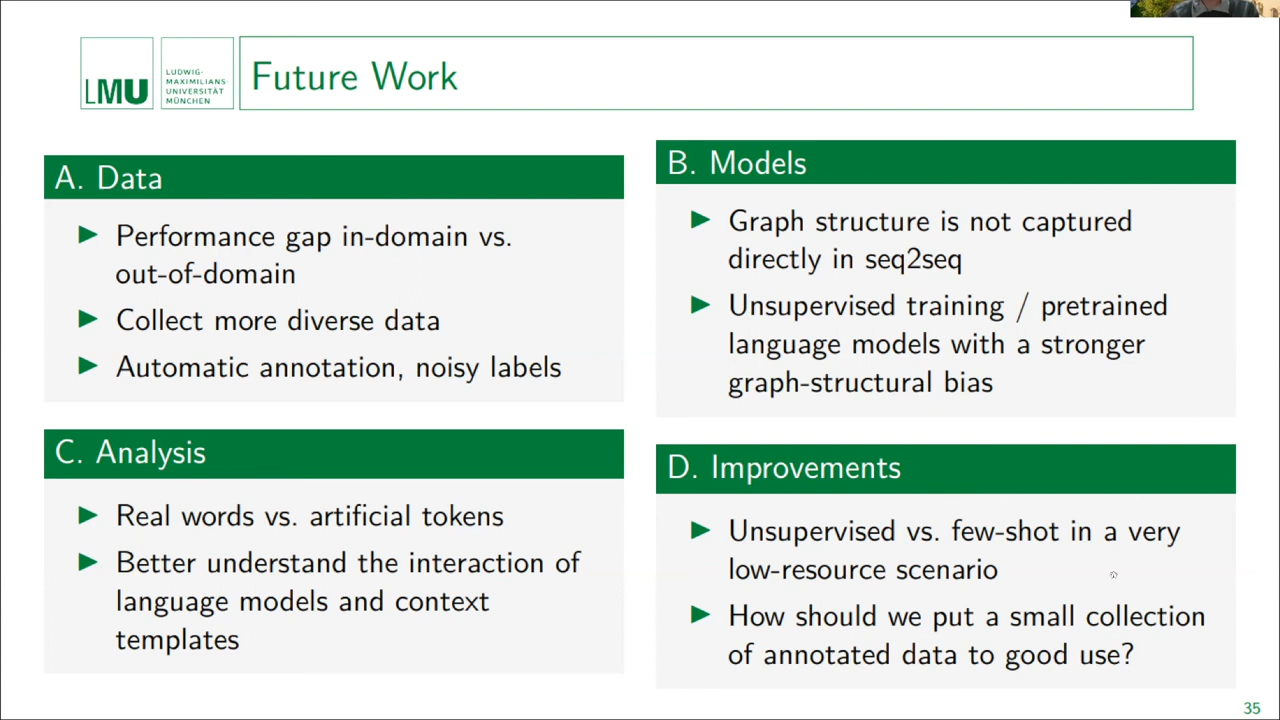 LMU
LUDWIG-
MAXIMILIANS-
UNIVERSITÄT
MÜNCHEN
Future Work
A. Data
Performance gap in-domain vs.
out-of-domain
Collect more diverse data
Automatic annotation, noisy labels
B. Models
Graph structure is not captured
directly in seq2seq
Unsupervised training / pretrained
language models with a stronger
graph-structural bias
C. Analysis
Real words vs. artificial tokens
Better understand the interaction of
language models and context
templates
D. Improvements
Unsupervised vs. few-shot in a very
low-resource scenario
How should we put a small collection
of annotated data to good use?
35